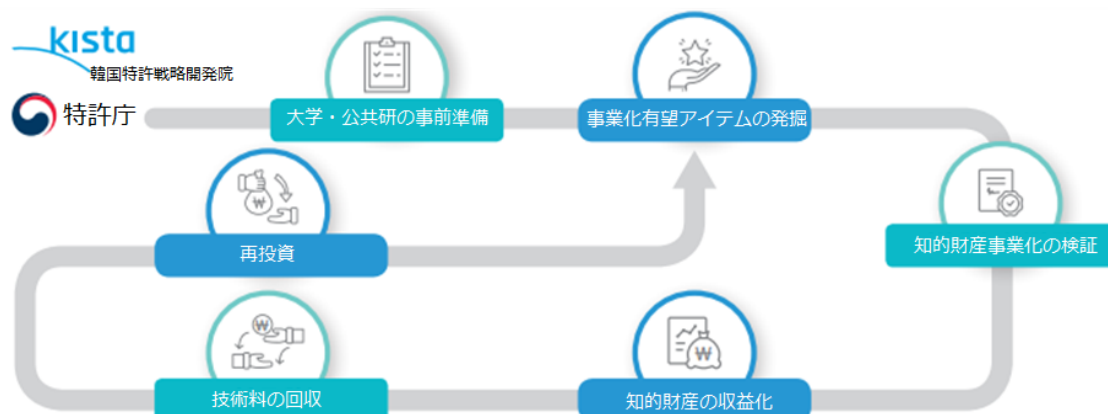 kista
韓国特許戦略開発院
特許庁
大学・公共研の事前準備
事業化有望アイテムの発掘
知的財産事業化の検証
知的財産の収益化
技術料の回収
再投資
₩
₩
₩